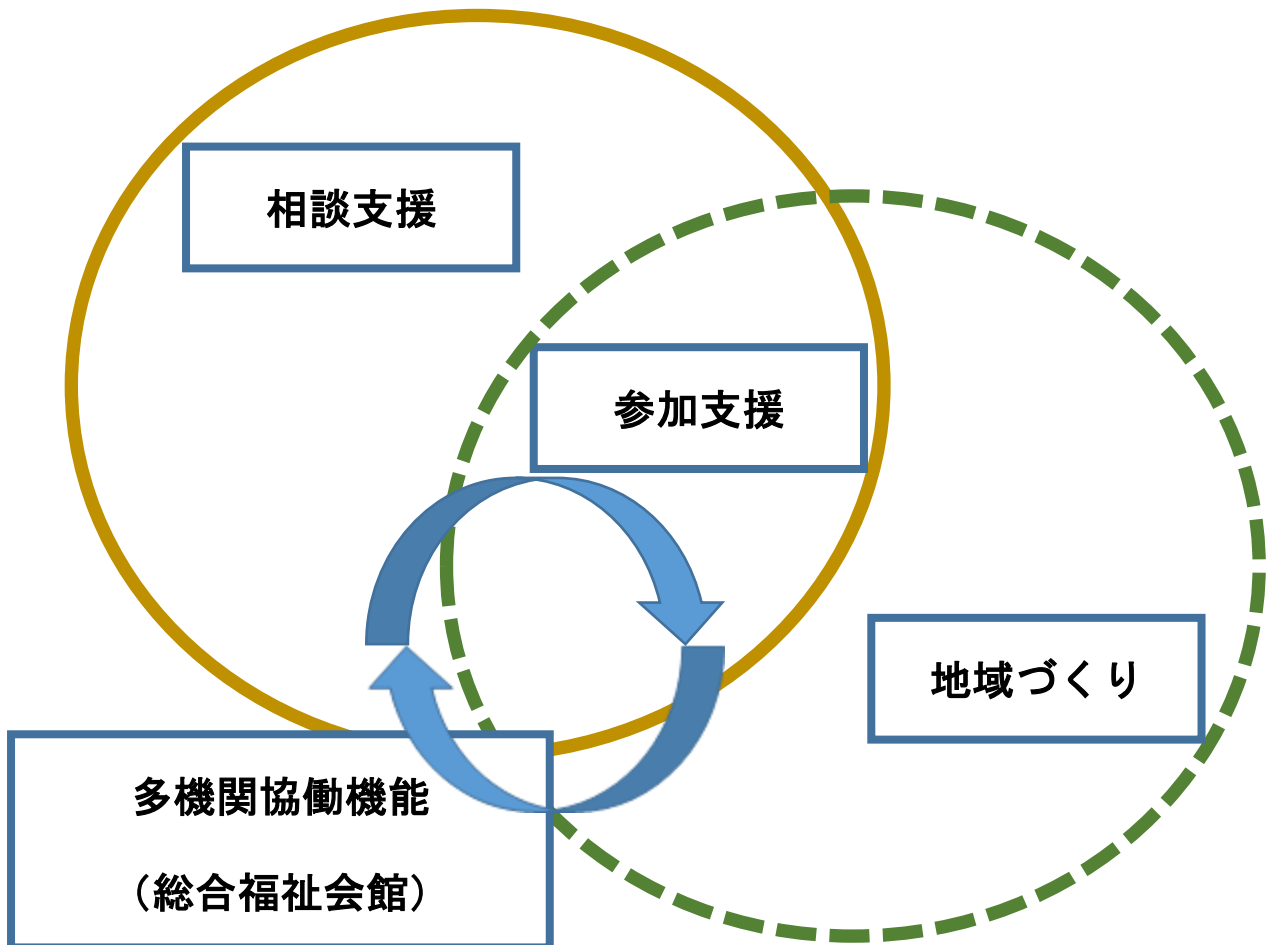 相談支援
参加支援
地域づくり
多機関協働機能
（総合福祉会館）